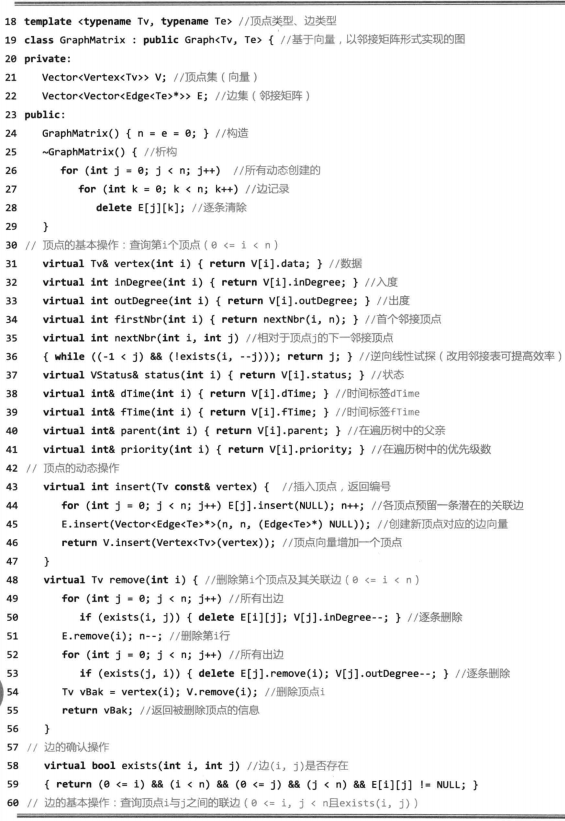 18 template <typename Tv, typename Te> //顶点类型、边类型
19 class GraphMatrix : public Graph<Tv, Te> { //基于向量，以邻接矩阵形式实现的图
20 private:
21    Vector<Vertex<Tv>> V; //顶点集（向量）
22    Vector<Vector<Edge<Te>*>> E; //边集（邻接矩阵）
23 public:
24    GraphMatrix() { n = e = 0; } //构造
25    ~GraphMatrix() { //析构
26       for (int j = 0; j < n; j++)  //所有动态创建的
27          for (int k = 0; k < n; k++) //边记录
28             delete E[j][k]; //逐条清除
29    }
30 // 顶点的基本操作：查询第i个顶点（0 <= i < n）
31    virtual Tv& vertex(int i) { return V[i].data; } //数据
32    virtual int inDegree(int i) { return V[i].inDegree; } //入度
33    virtual int outDegree(int i) { return V[i].outDegree; } //出度
34    virtual int firstNbr(int i) { return nextNbr(i, n); } //首个邻接顶点
35    virtual int nextNbr(int i, int j) //相对于顶点j的下一邻接顶点
36    { while ((-1 < j) && (!exists(i, --j))); return j; } //逆向线性试探（改用邻接表可提高效率）
37    virtual VStatus& status(int i) { return V[i].status; } //状态
38    virtual int& dTime(int i) { return V[i].dTime; } //时间标签dTime
39    virtual int& fTime(int i) { return V[i].fTime; } //时间标签fTime
40    virtual int& parent(int i) { return V[i].parent; } //在遍历树中的父亲
41    virtual int& priority(int i) { return V[i].priority; } //在遍历树中的优先级数
42 // 顶点的动态操作
43    virtual int insert(Tv const& vertex) {  //插入顶点，返回编号
44       for (int j = 0; j < n; j++) E[j].insert(NULL); n++; //各顶点预留一条潜在的关联边
45       E.insert(Vector<Edge<Te>*>(n, n, (Edge<Te>*) NULL)); //创建新顶点对应的边向量
46       return V.insert(Vertex<Tv>(vertex)); //顶点向量增加一个顶点
47    }
48    virtual Tv remove(int i) { //删除第i个顶点及其关联边（0 <= i < n）
49       for (int j = 0; j < n; j++) //所有出边
50          if (exists(i, j)) { delete E[i][j]; V[j].inDegree--; } //逐条删除
51       E.remove(i); n--; //删除第i行
52       for (int j = 0; j < n; j++) //所有出边
53          if (exists(j, i)) { delete E[j].remove(i); V[j].outDegree--; } //逐条删除
54       Tv vBak = vertex(i); V.remove(i); //删除顶点i
55       return vBak; //返回被删除顶点的信息
56    }
57 // 边的确认操作
58    virtual bool exists(int i, int j) //边(i, j)是否存在
59    { return (0 <= i) && (i < n) && (0 <= j) && (j < n) && E[i][j] != NULL; }
60 // 边的基本操作：查询顶点i与j之间的联边（0 <= i, j < n且exists(i, j)）